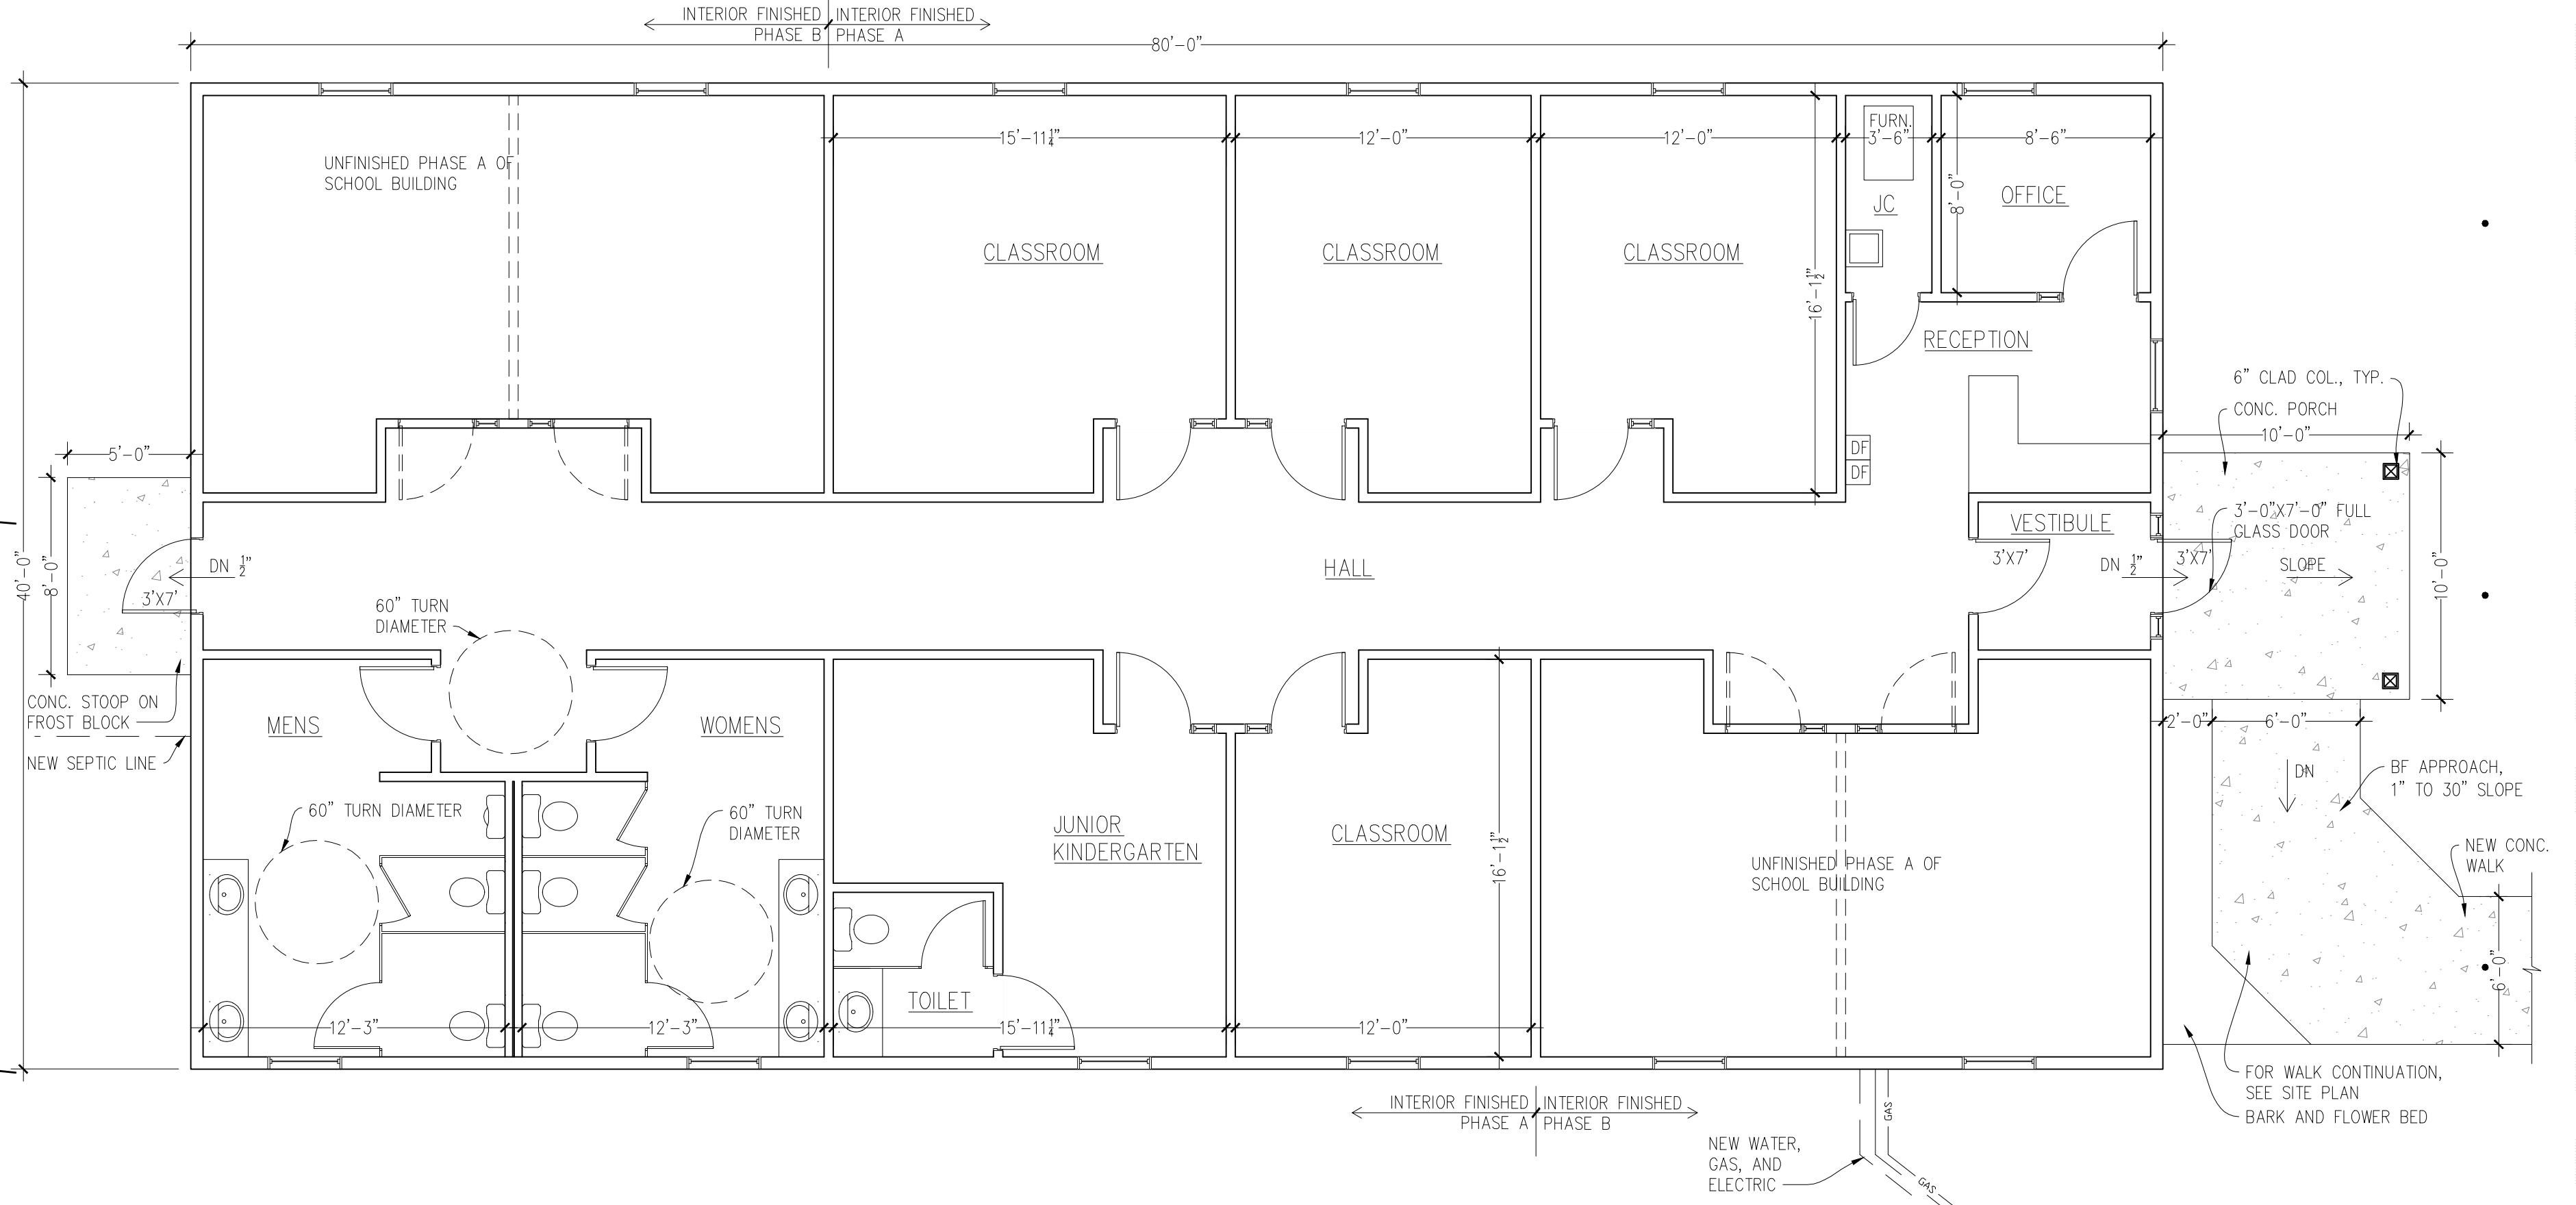 INTERIOR FINISHED
PHASE B
INTERIOR FINISHED
PHASE A
80'-0"
15'-11¼"
12'-0"
12'-0"
FURN.
3'-6"
8'-6"
UNFINISHED PHASE A OF
SCHOOL BUILDING
8'-0"
JC
OFFICE
CLASSROOM
CLASSROOM
CLASSROOM
16'-1½"
RECEPTION
6" CLAD COL., TYP.
CONC. PORCH
10'-0"
DF
DF
5'-0"
3'-0"X7'-0" FULL
GLASS DOOR
VESTIBULE
40'-0"
8'-0"
DN ½"
3'X7'
HALL
3'X7'
DN ½"
3'X7'
SLOPE
10'-0"
60" TURN
DIAMETER
CONC. STOOP ON
FROST BLOCK
NEW SEPTIC LINE
MENS
WOMENS
2'-0"
6'-0"
DN
BF APPROACH,
1" TO 30" SLOPE
60" TURN DIAMETER
60" TURN
DIAMETER
JUNIOR
KINDERGARTEN
CLASSROOM
16'-1½"
UNFINISHED PHASE A OF
SCHOOL BUILDING
NEW CONC.
WALK
6'-0"
TOILET
12'-3"
12'-3"
15'-11¼"
12'-0"
FOR WALK CONTINUATION,
SEE SITE PLAN
BARK AND FLOWER BED
INTERIOR FINISHED
PHASE A
INTERIOR FINISHED
PHASE B
GAS
NEW WATER,
GAS, AND
ELECTRIC
GAS